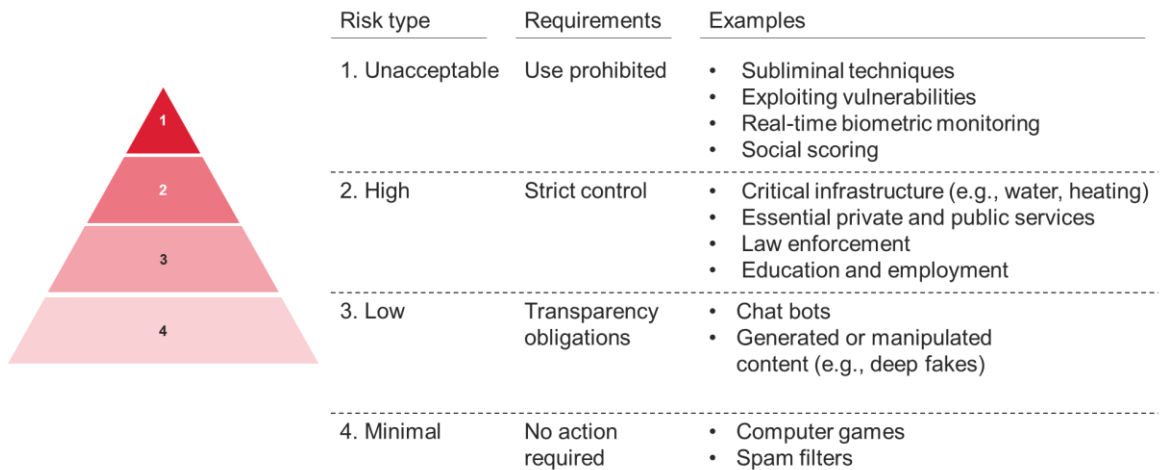 Risk type Requirements Examples
1. Unacceptable Use prohibited • Subliminal techniques
• Exploiting vulnerabilities
• Real-time biometric monitoring
• Social scoring
1
2. High Strict control • Critical infrastructure (e.g., water, heating)
• Essential private and public services
• Law enforcement
• Education and employment
2
3
3. Low Transparency • Chat bots
obligations • Generated or manipulated
content (e.g., deep fakes)
4
4. Minimal No action • Computer games
required • Spam filters